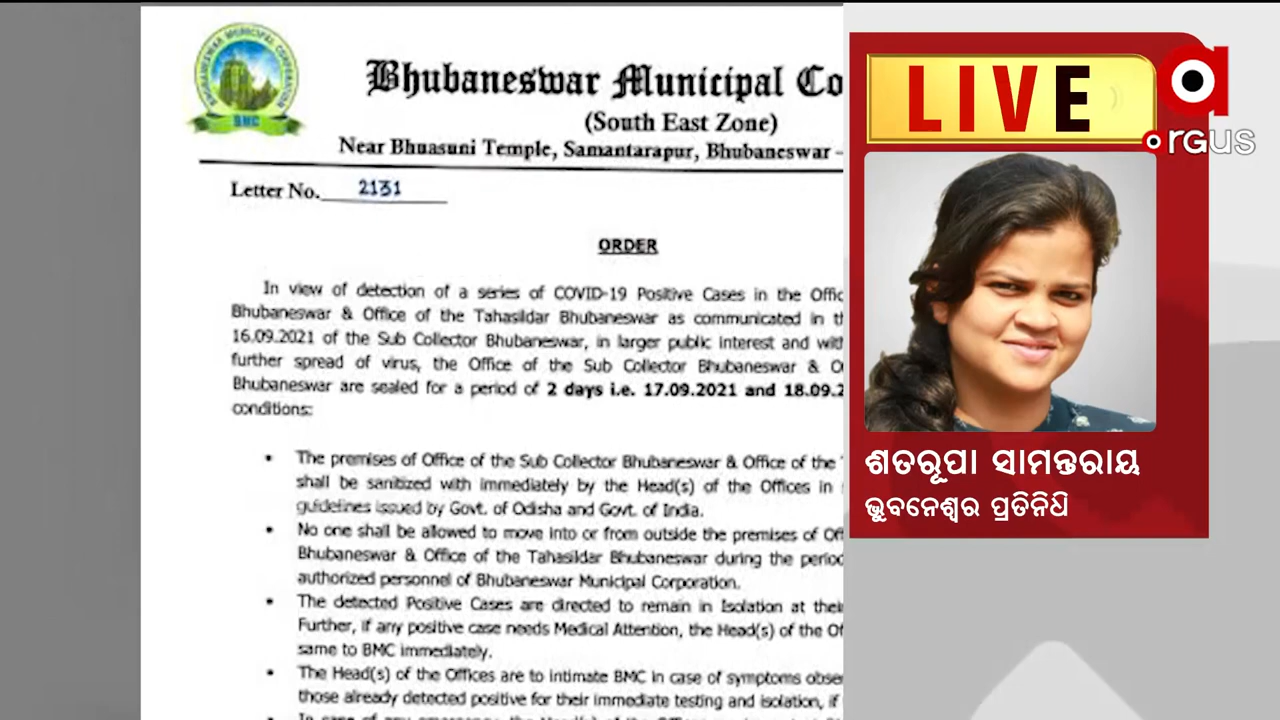 BHUBANESWAR MUNICIPAL CORPORATION
BMC
Bhubaneswar Municipal Co
(South East Zone)
Near Bhuasuni Temple, Samantarapur, Bhubaneswar –
Letter No. 2131
ORDER
In view of detection of a series of COVID-19 Positive Cases in the Offic
Bhubaneswar & Office of the Tahasildar Bhubaneswar as communicated in th
16.09.2021 of the Sub Collector Bhubaneswar, in larger public interest and wit
further spread of virus, the Office of the Sub Collector Bhubaneswar & O
Bhubaneswar are sealed for a period of 2 days i.e. 17.09.2021 and 18.09.2
conditions:
• The premises of Office of the Sub Collector Bhubaneswar & Office of the
shall be sanitized with immediately by the Head(s) of the Offices in
guidelines issued by Govt. of Odisha and Govt. of India.
• No one shall be allowed to move into or from outside the premises of Of
Bhubaneswar & Office of the Tahasildar Bhubaneswar during the period
authorized personnel of Bhubaneswar Municipal Corporation.
• The detected Positive Cases are directed to remain in Isolation at their
Further, if any positive case needs Medical Attention, the Head(s) of the Of
same to BMC immediately.
• The Head(s) of the Offices are to intimate BMC in case of symptoms obser
those already detected positive for their immediate testing and isolation, if
LIVE
argus
ଶତରୂପା ସାମନ୍ତରାୟ
ଭୁବନେଶ୍ୱର ପ୍ରତିନିଧି